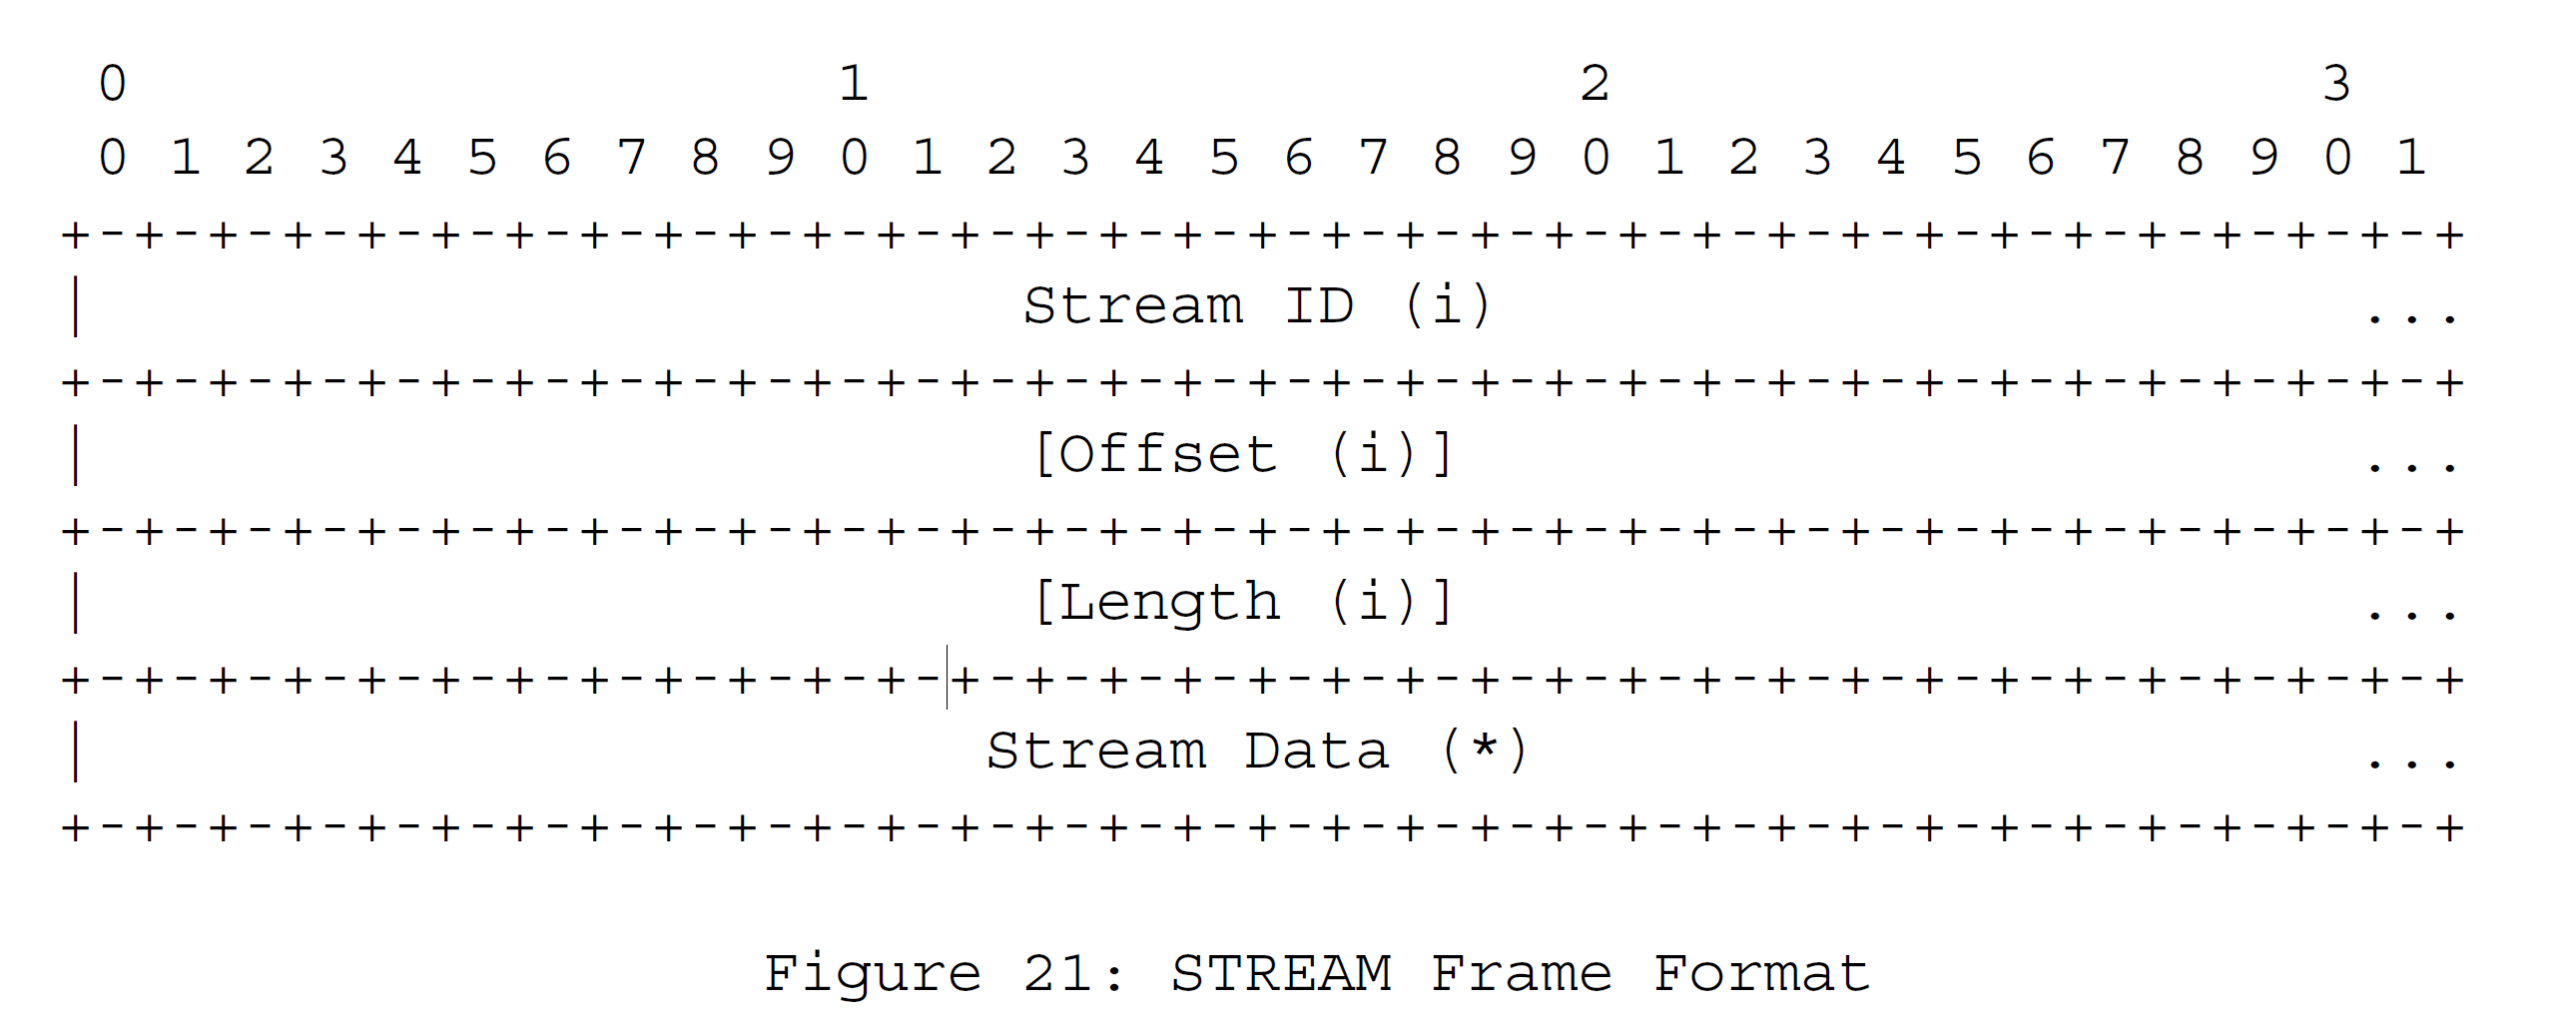 0                   1                   2                   3
0 1 2 3 4 5 6 7 8 9 0 1 2 3 4 5 6 7 8 9 0 1 2 3 4 5 6 7 8 9 0 1
+-+-+-+-+-+-+-+-+-+-+-+-+-+-+-+-+-+-+-+-+-+-+-+-+-+-+-+-+-+-+-+-+
|                         Stream ID (i)                       ...
+-+-+-+-+-+-+-+-+-+-+-+-+-+-+-+-+-+-+-+-+-+-+-+-+-+-+-+-+-+-+-+-+
|                         [Offset (i)]                        ...
+-+-+-+-+-+-+-+-+-+-+-+-+-+-+-+-+-+-+-+-+-+-+-+-+-+-+-+-+-+-+-+-+
|                         [Length (i)]                        ...
+-+-+-+-+-+-+-+-+-+-+-+-+-+-+-+-+-+-+-+-+-+-+-+-+-+-+-+-+-+-+-+-+
|                        Stream Data (*)                      ...
+-+-+-+-+-+-+-+-+-+-+-+-+-+-+-+-+-+-+-+-+-+-+-+-+-+-+-+-+-+-+-+-+
Figure 21: STREAM Frame Format